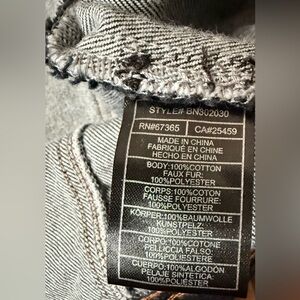 STYLE# BN302030
RN#67365 CA#25459
MADE IN CHINA
FABRIQUÉ EN CHINE
HECHO EN CHINA
BODY:100%COTTON
FAUX FUR:
100%POLYESTER
CORPS:100%COTON
FAUSSE FOURRURE:
100%POLYESTER
KÖRPER:100%BAUMWOLLE
KUNSTPELZ:
100%POLYESTER
CORPO:100%COTONE
PELLICCIA FALSO:
100%POLIESTERE
CUERPO:100%ALGODÓN
PELAJE SINTETICA:
100%POLIESTER